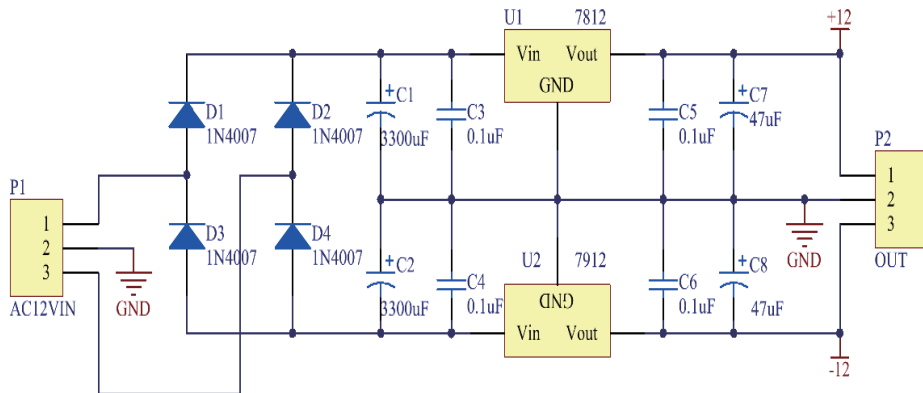 U1 7812
Vin Vout
GND
+12
D1
1N4007
D2
1N4007
+
C1
3300uF
C3
0.1uF
C5
0.1uF
+
C7
47uF
P2
1
2
3
OUT
P1
1
2
3
AC12VIN
GND
D3
1N4007
D4
1N4007
+
C2
3300uF
C4
0.1uF
U2 7912
GND
Vin Vout
C6
0.1uF
+
C8
47uF
GND
-12